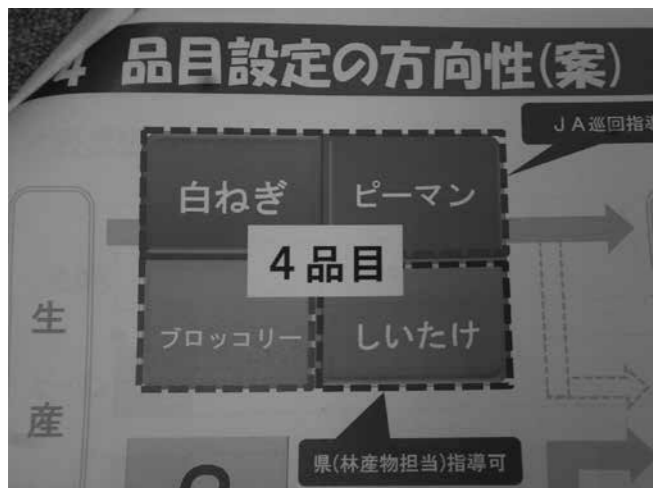 4 品目設定の方向性(案)
JA巡回指導
白ねぎ
ピーマン
4品目
ブロッコリー
しいたけ
生産
県(林産物担当)指導可